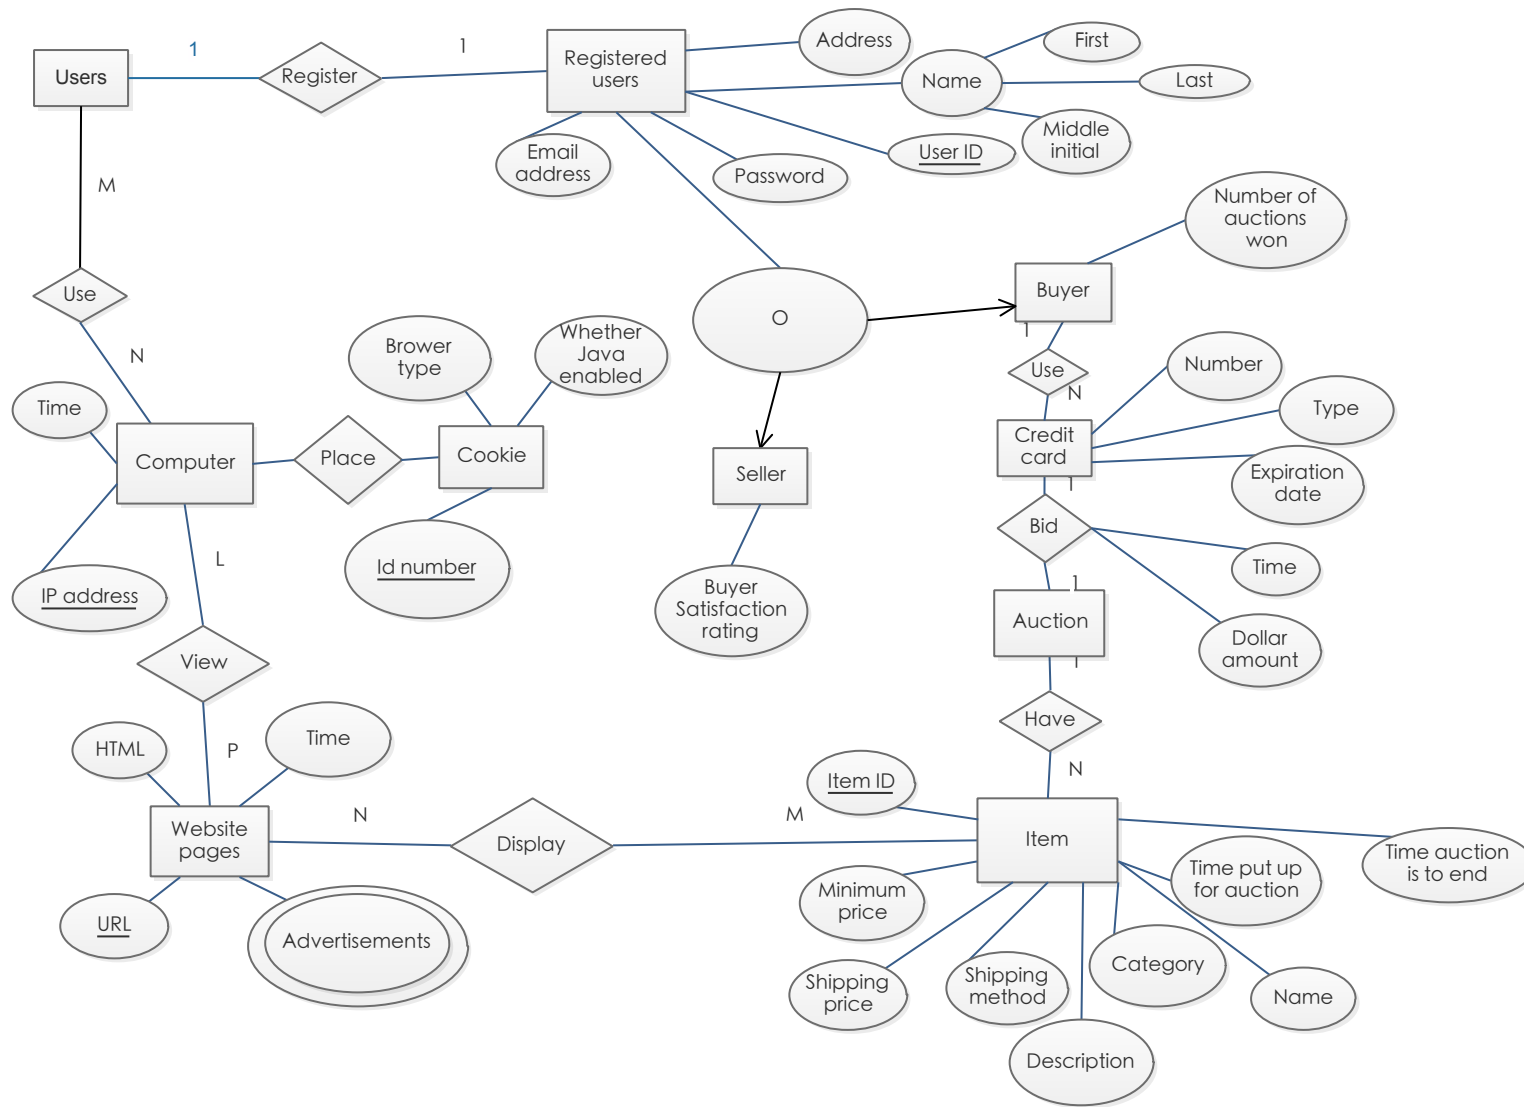 Users
1
Register
1
Registered
users
Address
Name
First
Last
Middle
initial
User ID
Password
Email
address
M
Use
N
O
Number of
auctions
won
Buyer
1
Use
N
Brower
type
Whether
Java
enabled
Time
Computer
Place
Cookie
Id number
IP address
L
View
P
Seller
Buyer
Satisfaction
rating
Number
Type
Credit
card
Expiration
date
1
Bid
Time
Dollar
amount
1
Auction
1
Have
N
HTML
Time
Website
pages
URL
Advertisements
N
Display
M
Item ID
Item
Minimum
price
Shipping
price
Shipping
method
Description
Category
Time put up
for auction
Name
Time auction
is to end